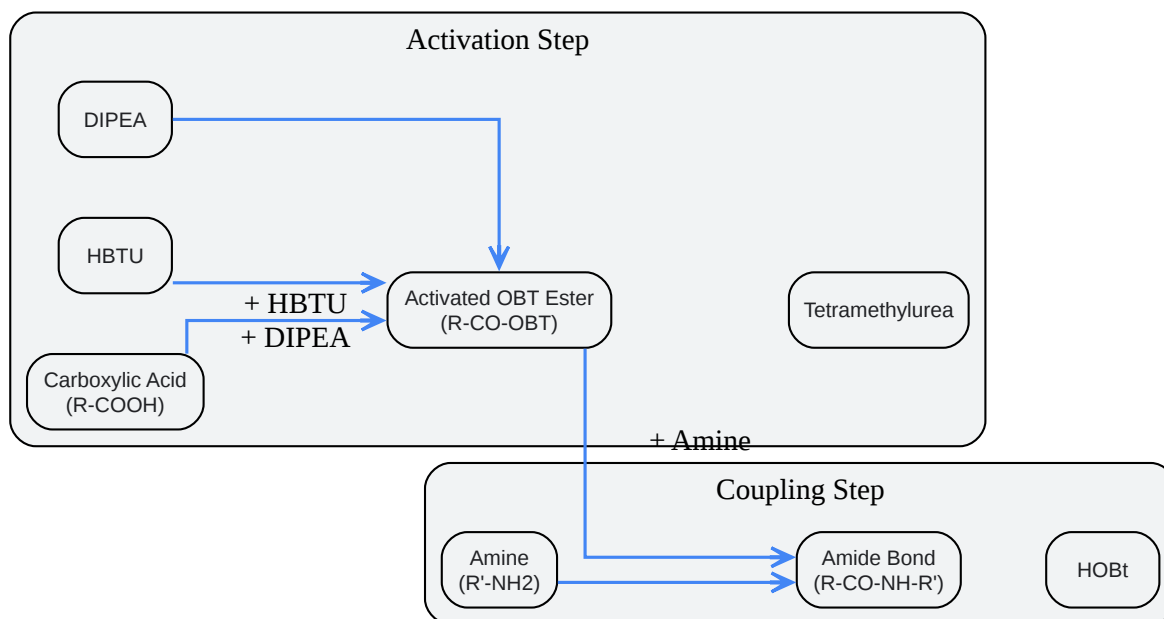 Activation Step
DIPEA
HBTU
+ HBTU
+ DIPEA
Activated OBT Ester
(R-CO-OBT)
Tetramethylurea
Carboxylic Acid
(R-COOH)
+ Amine
Coupling Step
Amine
(R'-NH2)
Amide Bond
(R-CO-NH-R')
HOBt